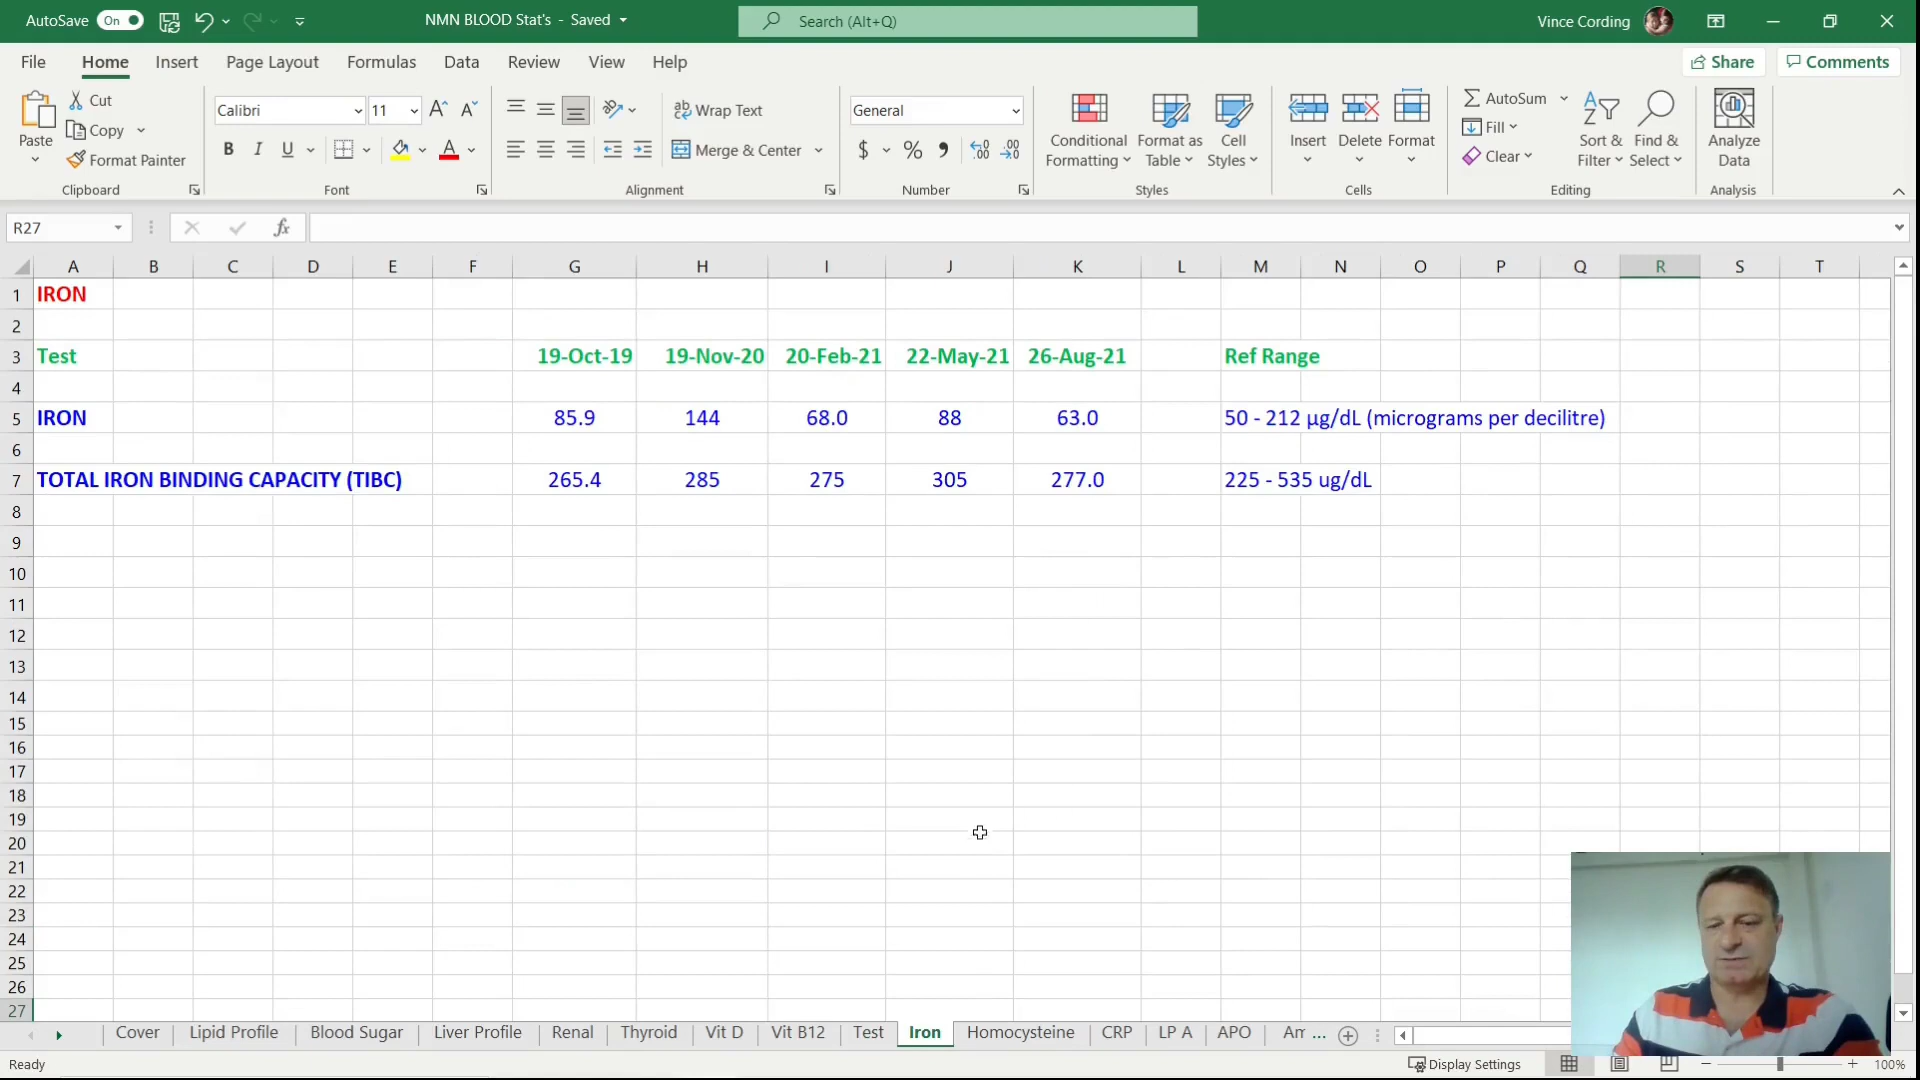 AutoSave On NMN BLOOD Stat's - Saved Search (Alt+Q) Vince Cording
File Home Insert Page Layout Formulas Data Review View Help Share Comments
Paste Cut Copy Format Painter Clipboard
Calibri 11 B I U A Font
Wrap Text Merge & Center Alignment
General $ % Number
Conditional Formatting Format as Table Cell Styles Styles
Insert Delete Format Cells
AutoSum Fill Clear Sort & Filter Find & Select Editing
Analyze Data Analysis
R27 fx
A B C D E F G H I J K L M N O P Q R S T
1 IRON
2
3 Test 19-Oct-19 19-Nov-20 20-Feb-21 22-May-21 26-Aug-21 Ref Range
4
5 IRON 85.9 144 68.0 88 63.0 50 - 212 µg/dL (micrograms per decilitre)
6
7 TOTAL IRON BINDING CAPACITY (TIBC) 265.4 285 275 305 277.0 225 - 535 ug/dL
8
9
10
11
12
13
14
15
16
17
18
19
20
21
22
23
24
25
26
27
Cover Lipid Profile Blood Sugar Liver Profile Renal Thyroid Vit D Vit B12 Test Iron Homocysteine CRP LP A APO Am ...
Ready Display Settings 100%